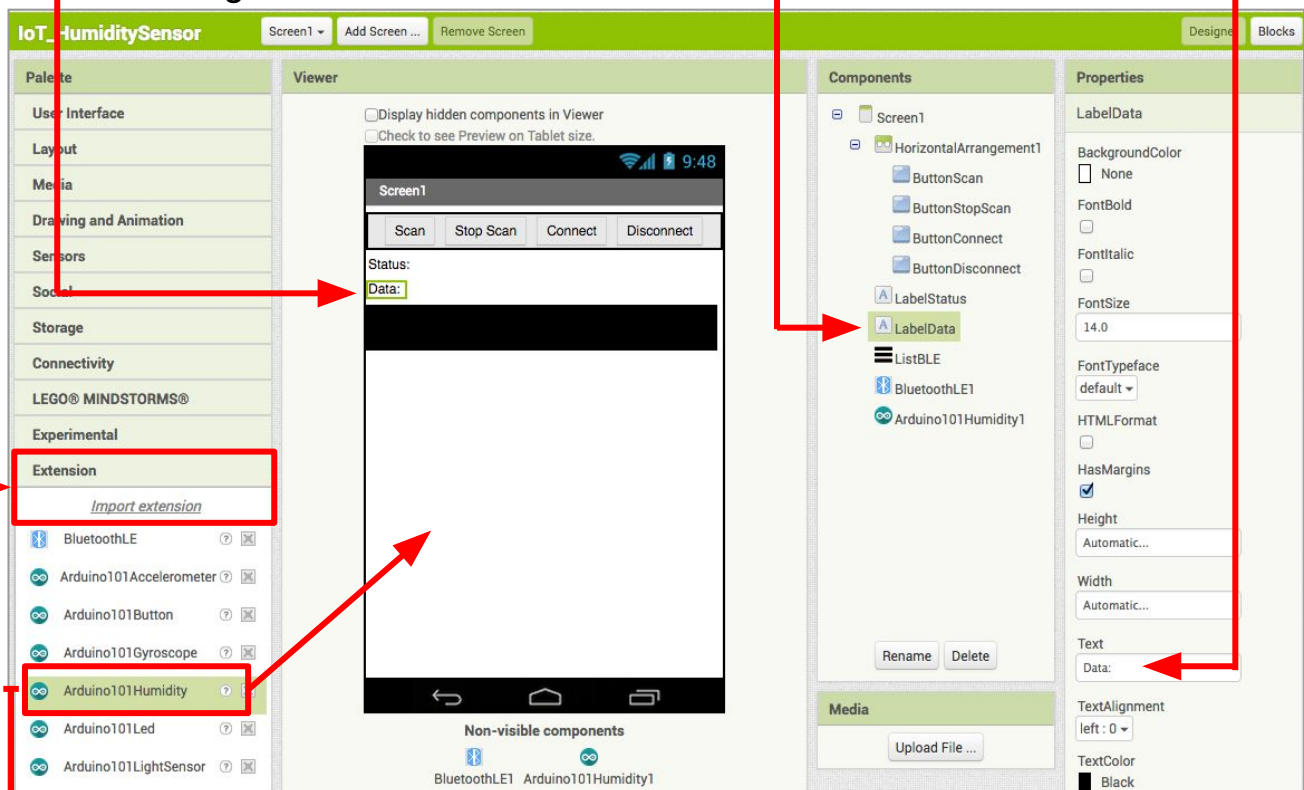 IoT_HumiditySensor
Screen1
Add Screen ...
Remove Screen
Designer
Blocks
Palette
User Interface
Layout
Media
Drawing and Animation
Sensors
Social
Storage
Connectivity
LEGO® MINDSTORMS®
Experimental
Extension
Import extension
BluetoothLE
Arduino101Accelerometer
Arduino101Button
Arduino101Gyroscope
Arduino101Humidity
Arduino101Led
Arduino101LightSensor
Viewer
Display hidden components in Viewer
Check to see Preview on Tablet size.
9:48
Screen1
Scan
Stop Scan
Connect
Disconnect
Status:
Data:
Non-visible components
BluetoothLE1
Arduino101Humidity1
Components
Screen1
HorizontalArrangement1
ButtonScan
ButtonStopScan
ButtonConnect
ButtonDisconnect
LabelStatus
LabelData
ListBLE
BluetoothLE1
Arduino101Humidity1
Rename
Delete
Media
Upload File ...
Properties
LabelData
BackgroundColor
None
FontBold
FontItalic
FontSize
14.0
FontTypeface
default
HTMLFormat
HasMargins
Height
Automatic...
Width
Automatic...
Text
Data:
TextAlignment
left : 0
TextColor
Black